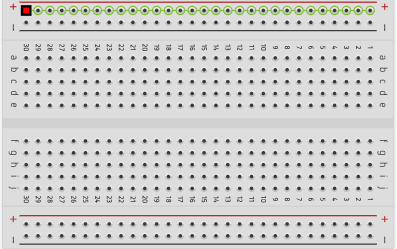 + +
- -
30 29 28 27 26 25 24 23 22 21 20 19 18 17 16 15 14 13 12 11 10 9 8 7 6 5 4 3 2 1
a a
b b
c c
d d
e e
f f
g g
h h
i i
j j
30 29 28 27 26 25 24 23 22 21 20 19 18 17 16 15 14 13 12 11 10 9 8 7 6 5 4 3 2 1
+ +
- -